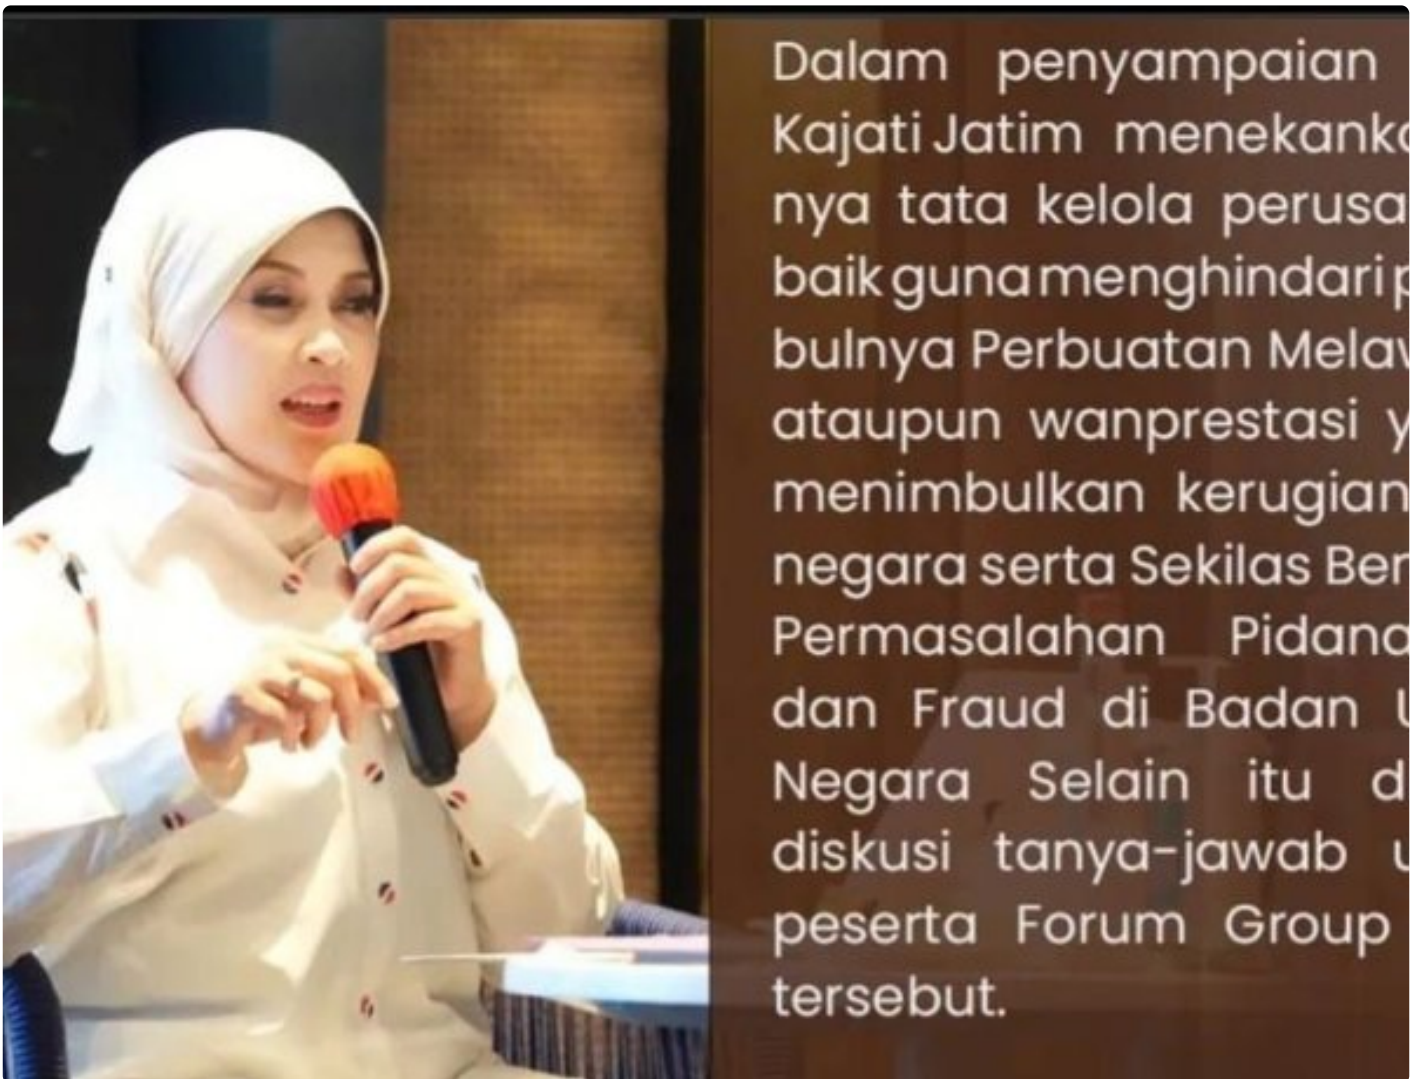 Dalam penyampaian
Kajati Jatim menekank
nya tata kelola perusa
baik guna menghindari p
bulnya Perbuatan Mela
ataupun wanprestasi y
menimbulkan kerugian
negara serta Sekilas Ber
Permasalahan Pidana
dan Fraud di Badan U
Negara Selain itu d
diskusi tanya-jawab u
peserta Forum Group
tersebut.